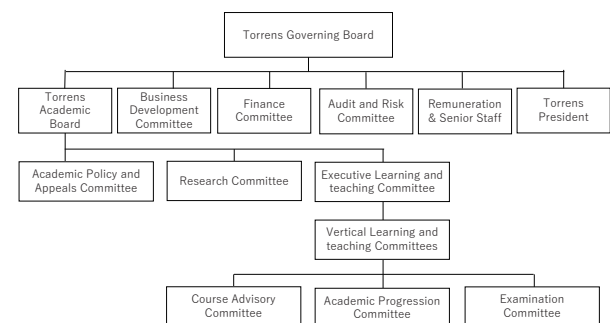 Torrens Governing Board
Torrens
Academic
Board
Business
Development
Committee
Finance
Committee
Audit and Risk
Committee
Remuneration
& Senior Staff
Torrens
President
Academic Policy and
Appeals Committee
Research Committee
Executive Learning and
teaching Committee
Vertical Learning and
teaching Committees
Course Advisory
Committee
Academic Progression
Committee
Examination
Committee